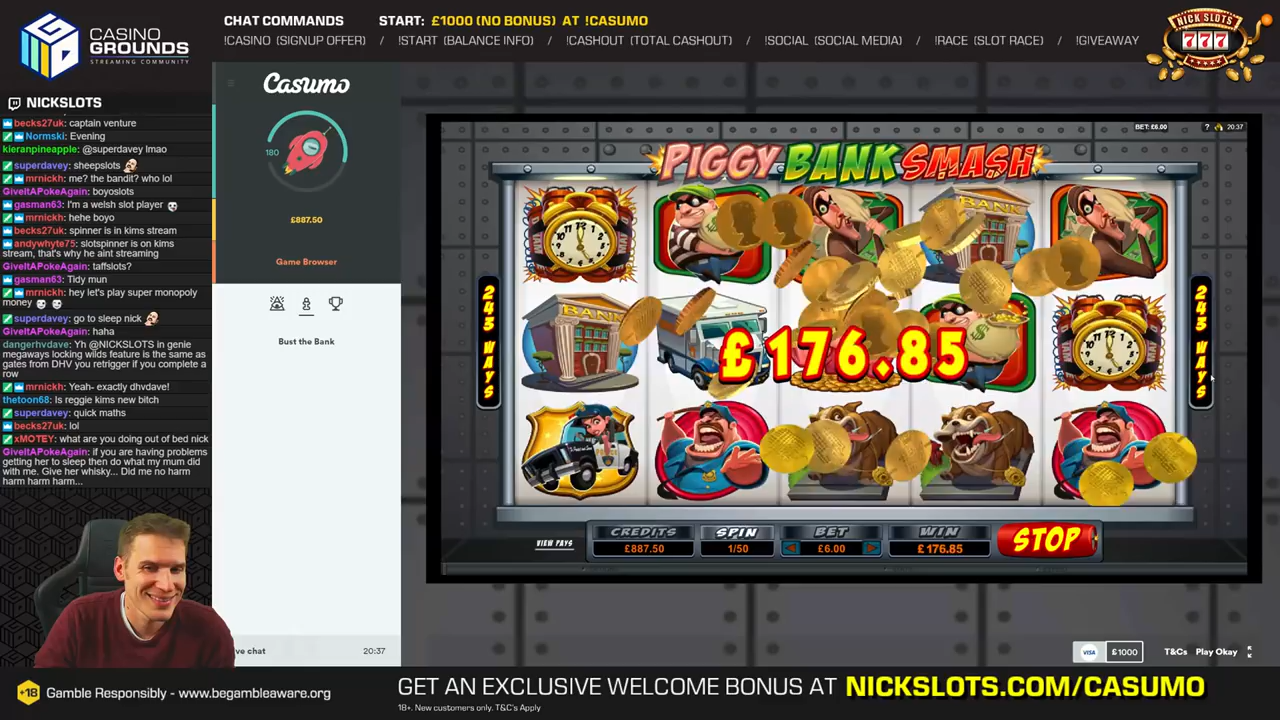 CASINO
GROUNDS
STREAMING COMMUNITY
CHAT COMMANDS
START: £1000 (NO BONUS) AT !CASUMO
!CASINO (SIGNUP OFFER) / !START (BALANCE INFO) / !CASHOUT (TOTAL CASHOUT) / !SOCIAL (SOCIAL MEDIA) / !RACE (SLOT RACE) / !GIVEAWAY
NICK SLOTS
777
NICKSLOTS
becks27uk: captain venture
Normski: Evening
kieranpineapple: @superdavey lmao
superdavey: sheepslots
mrnickh: me? the bandit? who lol
GiveItAPokeAgain: boyoslots
gasman63: I'm a welsh slot player
mrnickh: hehe boyo
becks27uk: spinner is in kims stream
andywhyte75: slotspinner is on kims
stream, that's why he aint streaming
GiveItAPokeAgain: taffslots?
gasman63: Tidy mun
mrnickh: hey let's play super monopoly
money
superdavey: go to sleep nick
GiveItAPokeAgain: haha
dangerhvdave: Yh @NICKSLOTS in genie
megaways locking wilds feature is the same as
gates from DHV you retrigger if you complete a
row
mrnickh: Yeah- exactly dhvdave!
thetoon68: Is reggie kims new bitch
superdavey: quick maths
becks27uk: lol
xMOTEY: what are you doing out of bed nick
GiveItAPokeAgain: if you are having problems
getting her to sleep then do what my mum did
with me. Give her whisky... Did me no harm
harm harm harm...
Casumo
180
£887.50
Game Browser
Bust the Bank
ve chat
20:37
BET: £6.00
? 20:37
PIGGY BANK SMASH
BANK
BANK
243 WAYS
243 WAYS
£176.85
VIEW PAYS
CREDITS
£887.50
SPIN
1/50
BET
£6.00
WIN
£176.85
STOP
VISA
£1000
T&Cs
Play Okay
+18
Gamble Responsibly - www.begambleaware.org
GET AN EXCLUSIVE WELCOME BONUS AT NICKSLOTS.COM/CASUMO
18+. New customers only. T&C's Apply